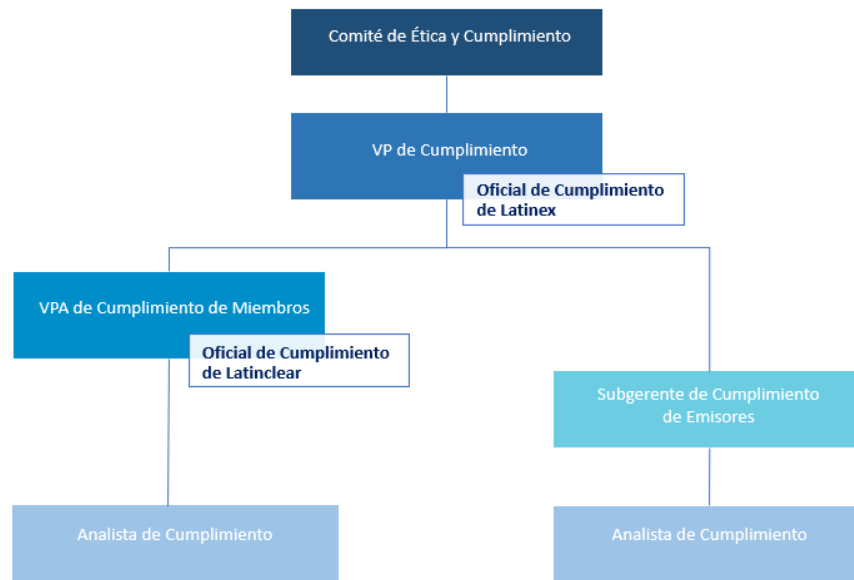 Comité de Ética y Cumplimiento
VP de Cumplimiento
Oficial de Cumplimiento
de Latinex
VPA de Cumplimiento de Miembros
Oficial de Cumplimiento
de Latinclear
Subgerente de Cumplimiento
de Emisores
Analista de Cumplimiento
Analista de Cumplimiento